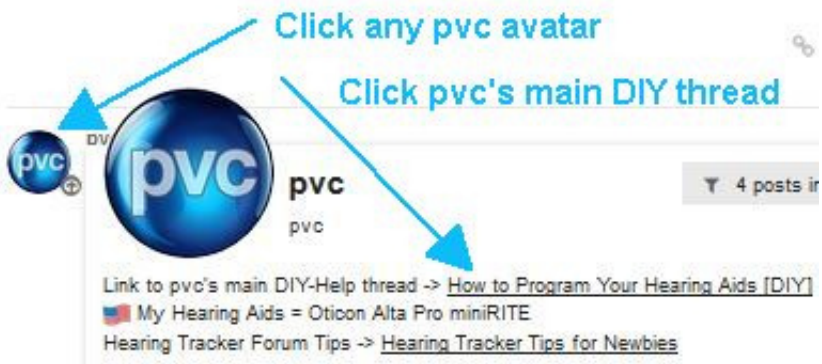 Click any pvc avatar
Click pvc's main DIY thread
pvc
pv
pvc
pvc
4 posts in
pvc
Link to pvc's main DIY-Help thread -> How to Program Your Hearing Aids [DIY]
My Hearing Aids = Oticon Alta Pro miniRITE
Hearing Tracker Forum Tips -> Hearing Tracker Tips for Newbies